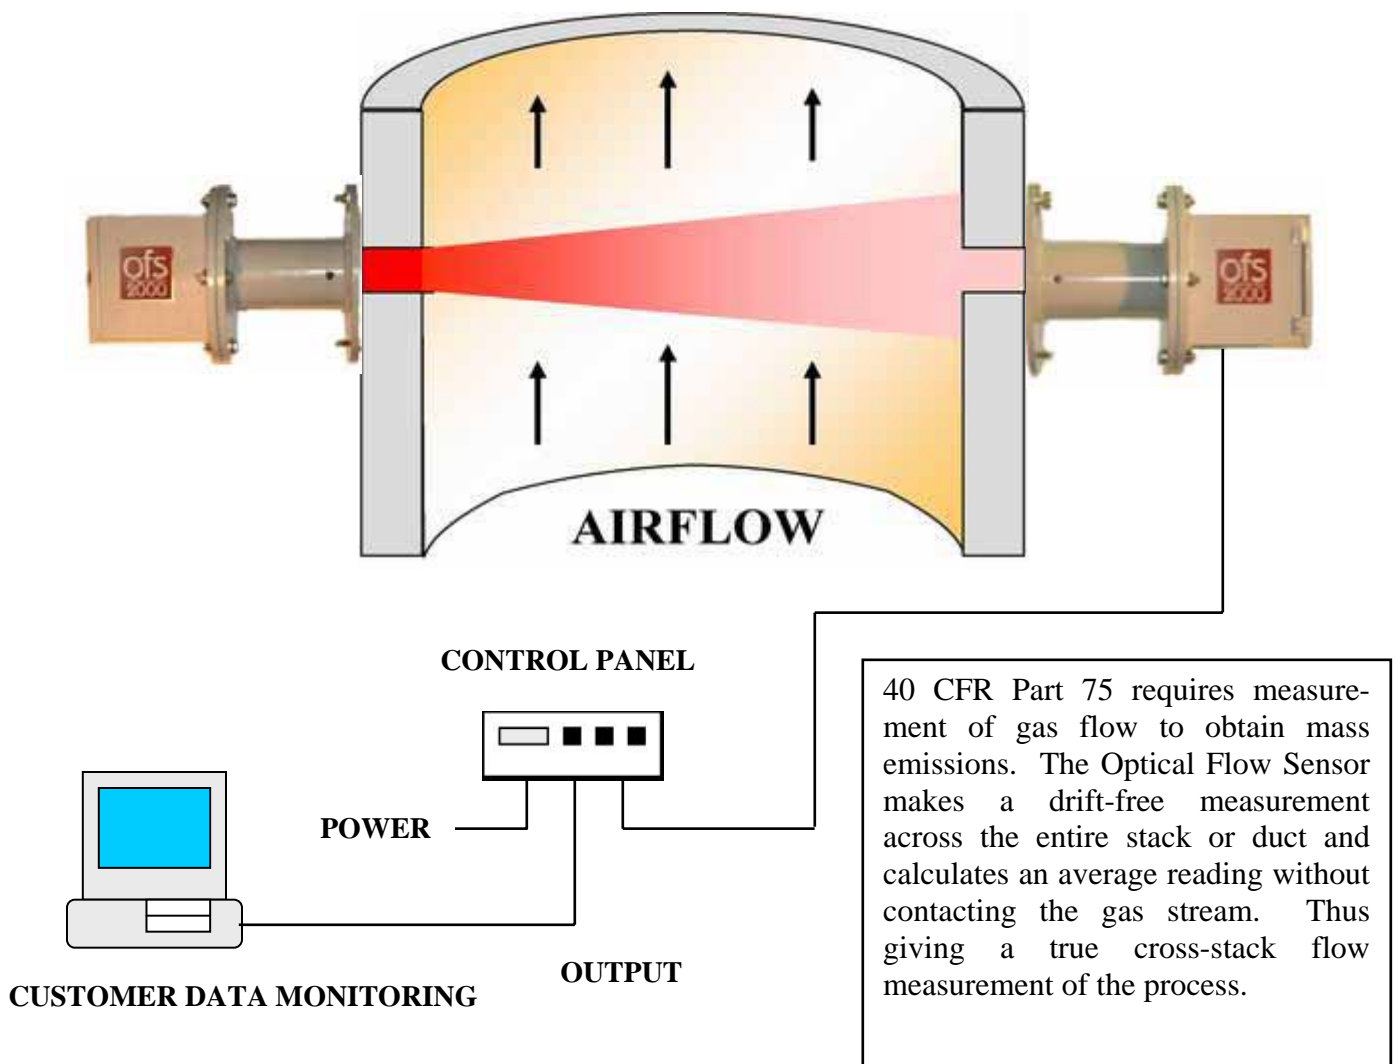 ofs
2000
ofs
2000
AIRFLOW
CONTROL PANEL
POWER
OUTPUT
CUSTOMER DATA MONITORING
40 CFR Part 75 requires measure-
ment of gas flow to obtain mass
emissions. The Optical Flow Sensor
makes a drift-free measurement
across the entire stack or duct and
calculates an average reading without
contacting the gas stream. Thus
giving a true cross-stack flow
measurement of the process.